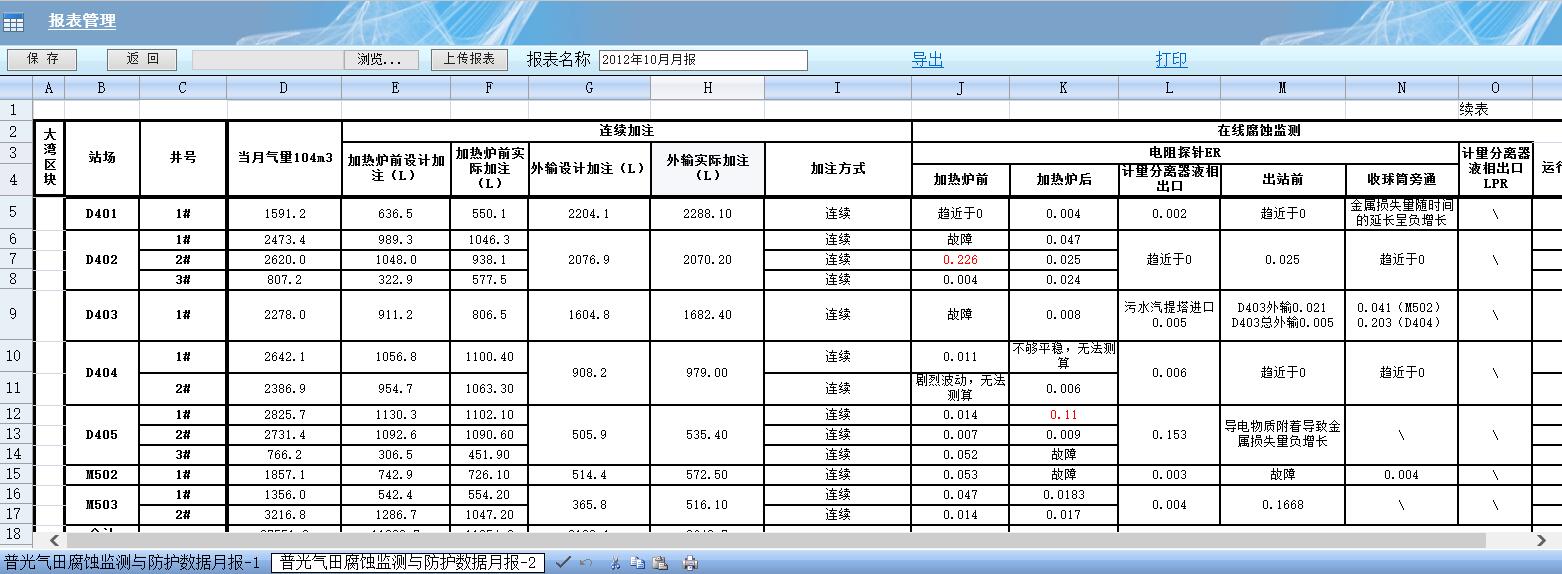 报表管理
保 存 返 回 浏览... 上传报表 报表名称 2012年10月月报 导出 打印
A B C D E F G H I J K L M N O
1 续表
2 大湾区块 站场 井号 当月气量104m3 连续加注 在线腐蚀监测
3 加热炉前设计加注（L） 加热炉前实际加注（L） 外输设计加注（L） 外输实际加注（L） 加注方式 电阻探针ER 计量分离器液相出口LPR
4 加热炉前 加热炉后 计量分离器液相出口 出站前 收球筒旁通
5 D401 1# 1591.2 636.5 550.1 2204.1 2288.10 连续 趋近于0 0.004 0.002 趋近于0 金属损失量随时间的延长呈负增长 \
6 1# 2473.4 989.3 1046.3 连续 故障 0.047
7 D402 2# 2620.0 1048.0 938.1 2076.9 2070.20 连续 0.226 0.025 趋近于0 0.025 趋近于0 \
8 3# 807.2 322.9 577.5 连续 0.004 0.024
9 D403 1# 2278.0 911.2 806.5 1604.8 1682.40 连续 故障 0.008 污水汽提塔进口0.005 D403外输0.021 D403总外输0.005 0.041（M502） 0.203（D404） \
10 D404 1# 2642.1 1056.8 1100.40 908.2 979.00 连续 0.011 不够平稳，无法测算 0.006 趋近于0 趋近于0 \
11 2# 2386.9 954.7 1063.30 连续 剧烈波动，无法测算 0.006
12 1# 2825.7 1130.3 1102.10 连续 0.014 0.11
13 D405 2# 2731.4 1092.6 1090.60 505.9 535.40 连续 0.007 0.009 0.153 导电物质附着导致金属损失量负增长 \ \
14 3# 766.2 306.5 451.90 连续 0.052 故障
15 M502 1# 1857.1 742.9 726.10 514.4 572.50 连续 0.053 故障 0.003 故障 0.004 \
16 M503 1# 1356.0 542.4 554.20 365.8 516.10 连续 0.047 0.0183 0.004 0.1668 \ \
17 2# 3216.8 1286.7 1047.20 连续 0.014 0.017
18
普光气田腐蚀监测与防护数据月报-1 普光气田腐蚀监测与防护数据月报-2